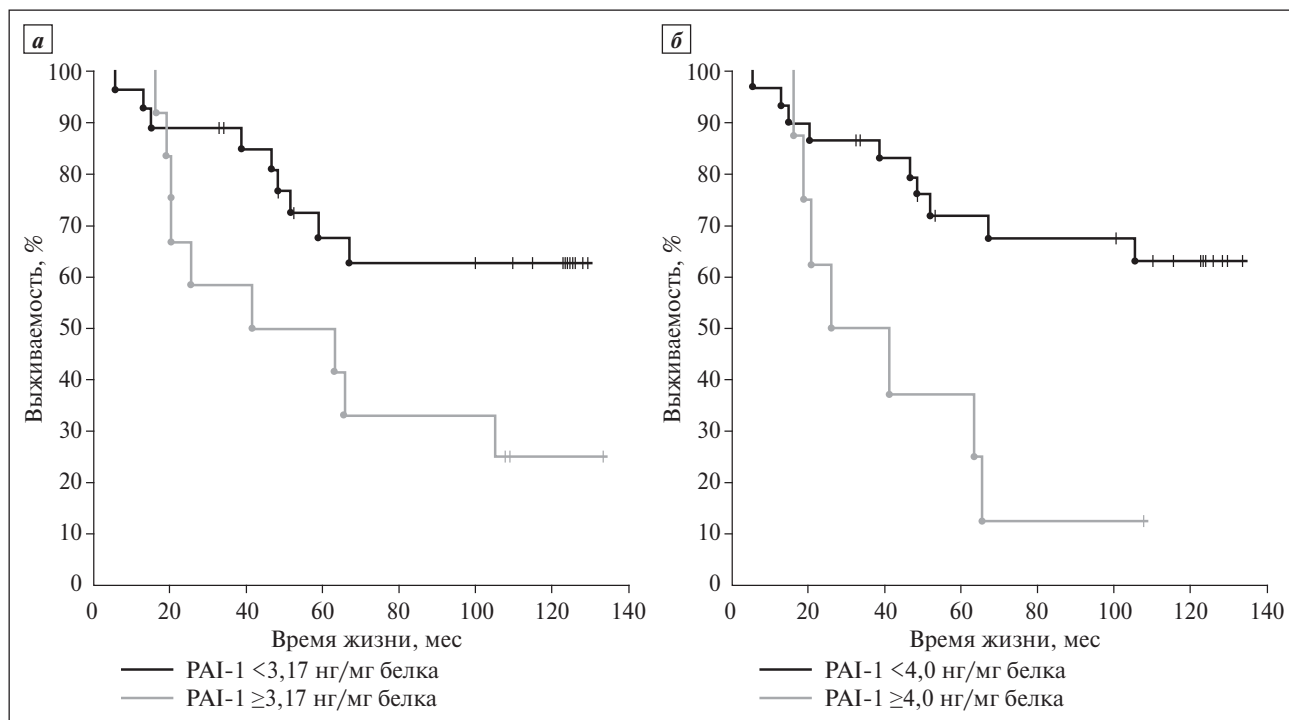 а
100
90
80
70
60
50
40
30
20
10
0
Выживаемость, %
0 20 40 60 80 100 120 140
Время жизни, мес
PAI-1 <3,17 нг/мг белка
PAI-1 ≥3,17 нг/мг белка
б
100
90
80
70
60
50
40
30
20
10
0
Выживаемость, %
0 20 40 60 80 100 120 140
Время жизни, мес
PAI-1 <4,0 нг/мг белка
PAI-1 ≥4,0 нг/мг белка